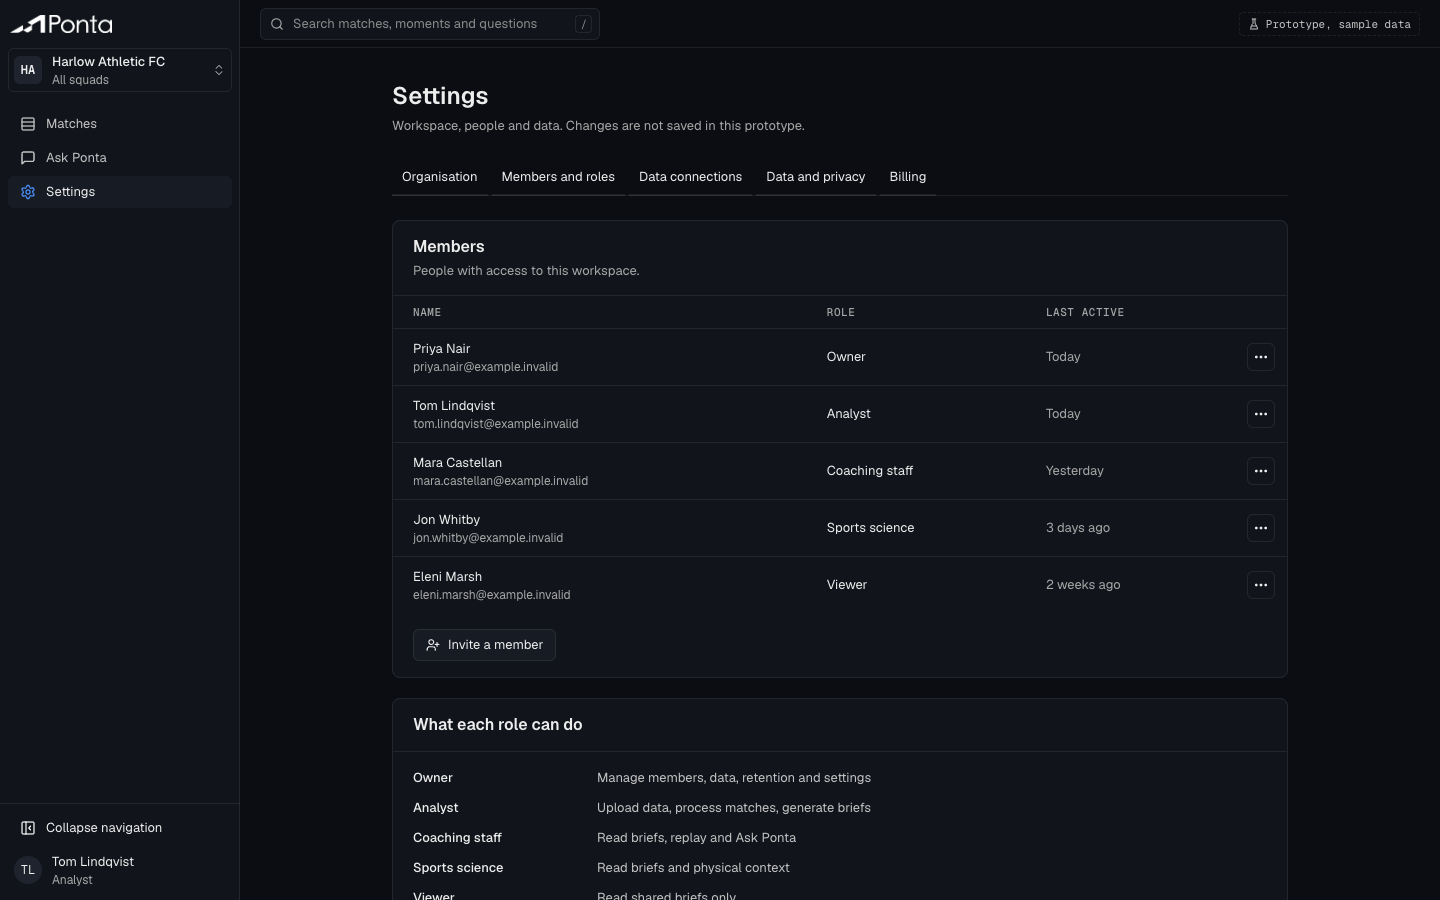 Ponta
HA
Harlow Athletic FC
All squads
Matches
Ask Ponta
Settings
Collapse navigation
TL
Tom Lindqvist
Analyst
Search matches, moments and questions
/
Prototype, sample data
Settings
Workspace, people and data. Changes are not saved in this prototype.
Organisation Members and roles Data connections Data and privacy Billing
Members
People with access to this workspace.
NAME ROLE LAST ACTIVE
Priya Nair
priya.nair@example.invalid
Owner
Today
Tom Lindqvist
tom.lindqvist@example.invalid
Analyst
Today
Mara Castellan
mara.castellan@example.invalid
Coaching staff
Yesterday
Jon Whitby
jon.whitby@example.invalid
Sports science
3 days ago
Eleni Marsh
eleni.marsh@example.invalid
Viewer
2 weeks ago
Invite a member
What each role can do
Owner Manage members, data, retention and settings
Analyst Upload data, process matches, generate briefs
Coaching staff Read briefs, replay and Ask Ponta
Sports science Read briefs and physical context
Viewer Read shared briefs only